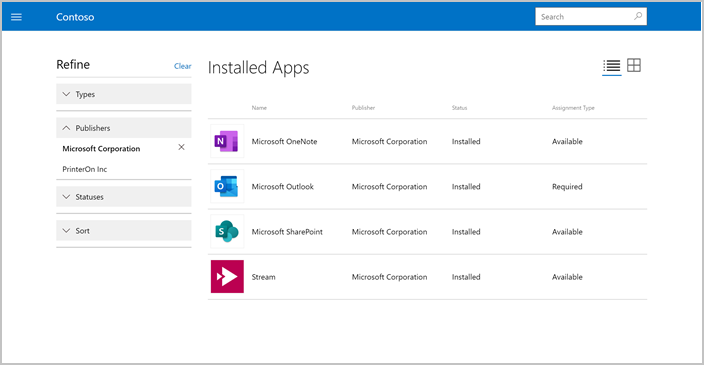 Contoso
Search
Refine
Clear
Types
Publishers
Microsoft Corporation
PrinterOn Inc
Statuses
Sort
Installed Apps
Name Publisher Status Assignment Type
N Microsoft OneNote Microsoft Corporation Installed Available
O Microsoft Outlook Microsoft Corporation Installed Required
S Microsoft SharePoint Microsoft Corporation Installed Available
Stream Microsoft Corporation Installed Available